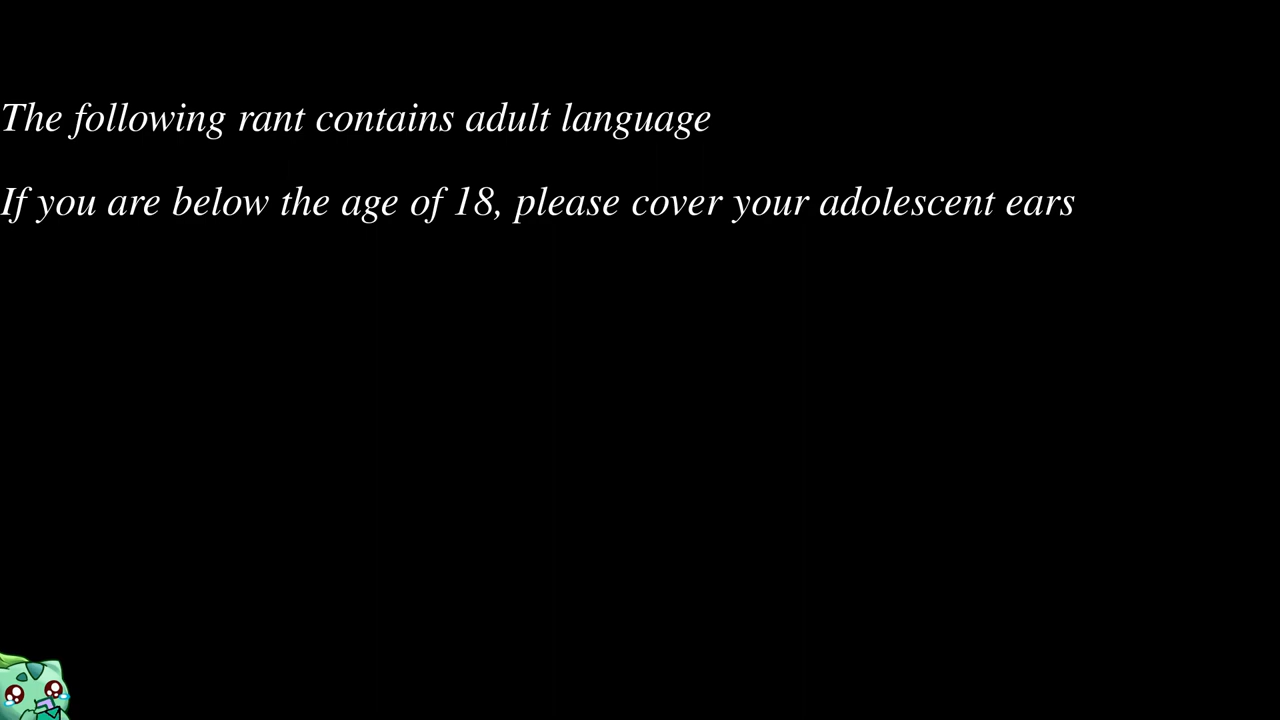 The following rant contains adult language
If you are below the age of 18, please cover your adolescent ears